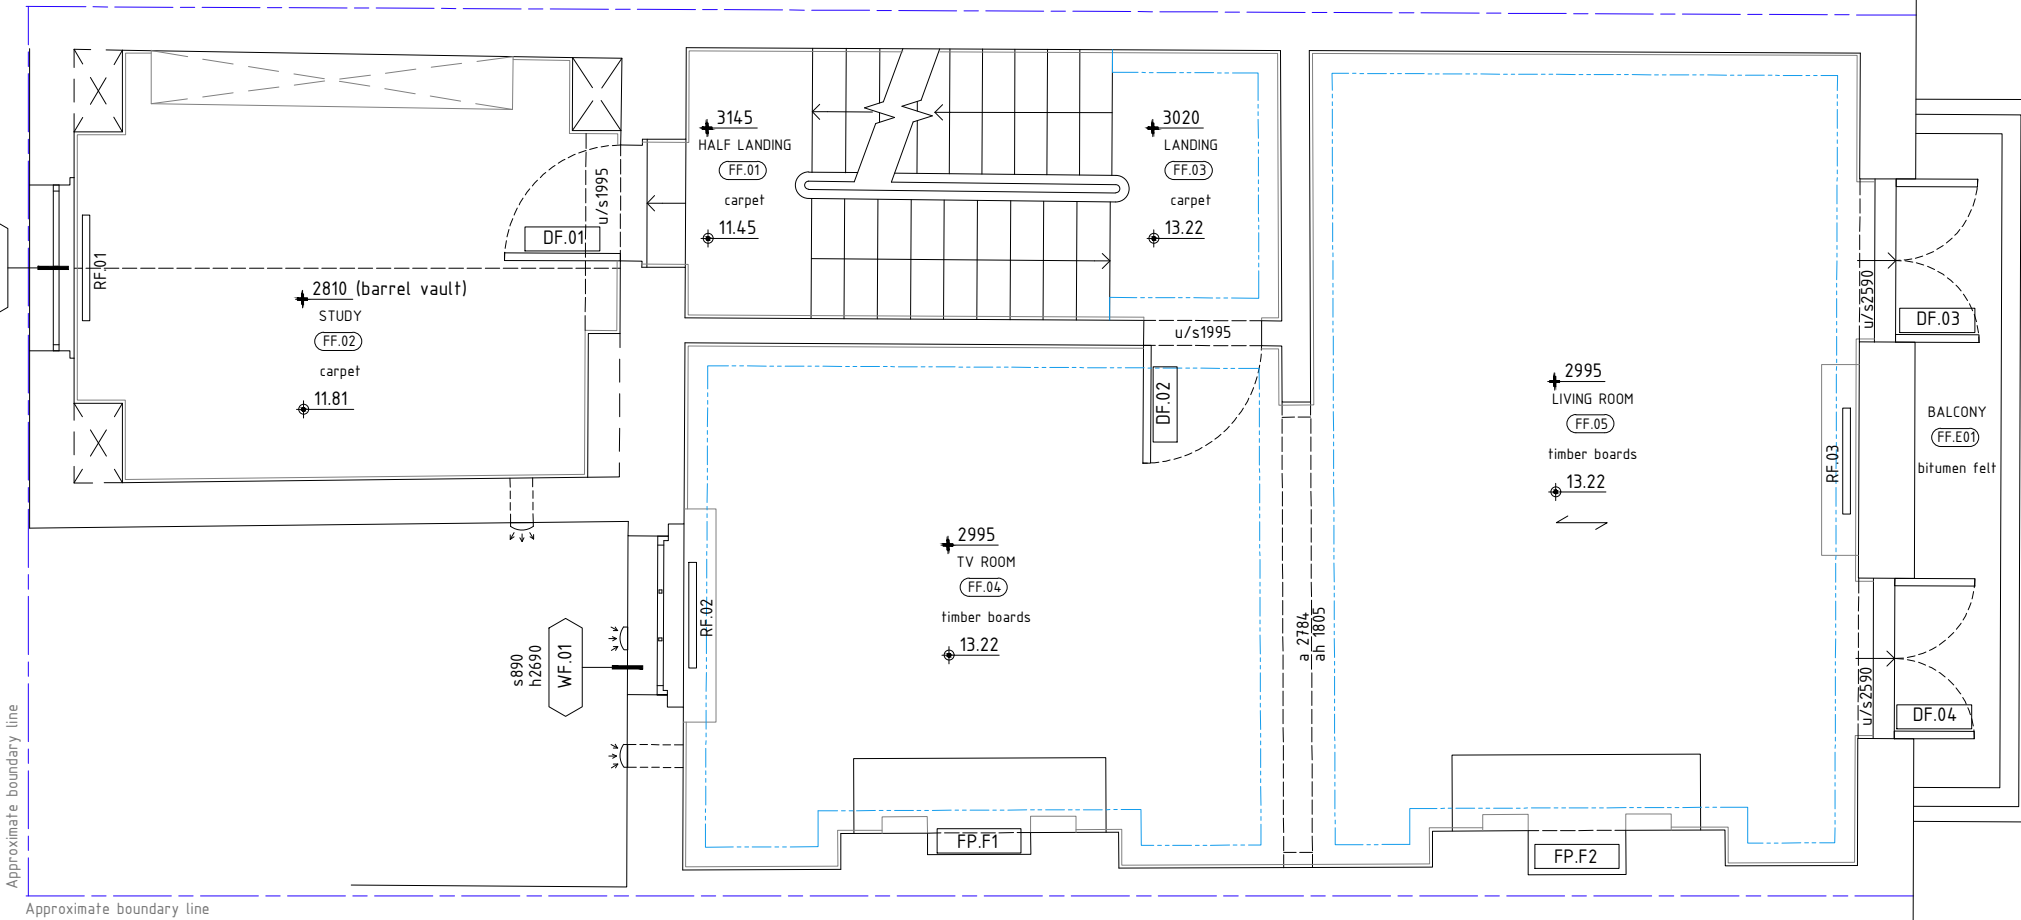 3145
HALF LANDING
FF.01
carpet
11.45
3020
LANDING
FF.03
carpet
13.22
u/s1995
DF.01
RF.01
2810 (barrel vault)
STUDY
FF.02
carpet
11.81
u/s1995
DF.02
2995
LIVING ROOM
FF.05
timber boards
13.22
u/s2590
DF.03
RF.03
BALCONY
FF.E01
bitumen felt
2995
TV ROOM
FF.04
timber boards
13.22
RF.02
s890
h2690
WF.01
a 2784
ah 1805
u/s2590
DF.04
FP.F1
FP.F2
Approximate boundary line
Approximate boundary line